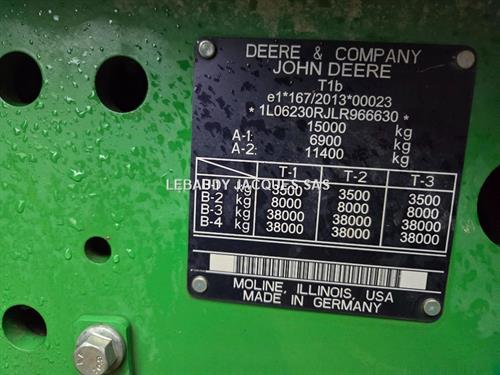 DEERE & COMPANY
JOHN DEERE
T1b
e1*167/2013*00023
*1L06230RJLR966630*
15000 kg
A-1: 6900 kg
A-2: 11400 kg
T-1 T-2 T-3
kg 3500 3500 3500
B-2 kg 8000 8000 8000
B-3 kg 38000 38000 38000
B-4 kg 38000 38000 38000
LEBAUDY JACQUES SAS
MOLINE, ILLINOIS, USA
MADE IN GERMANY